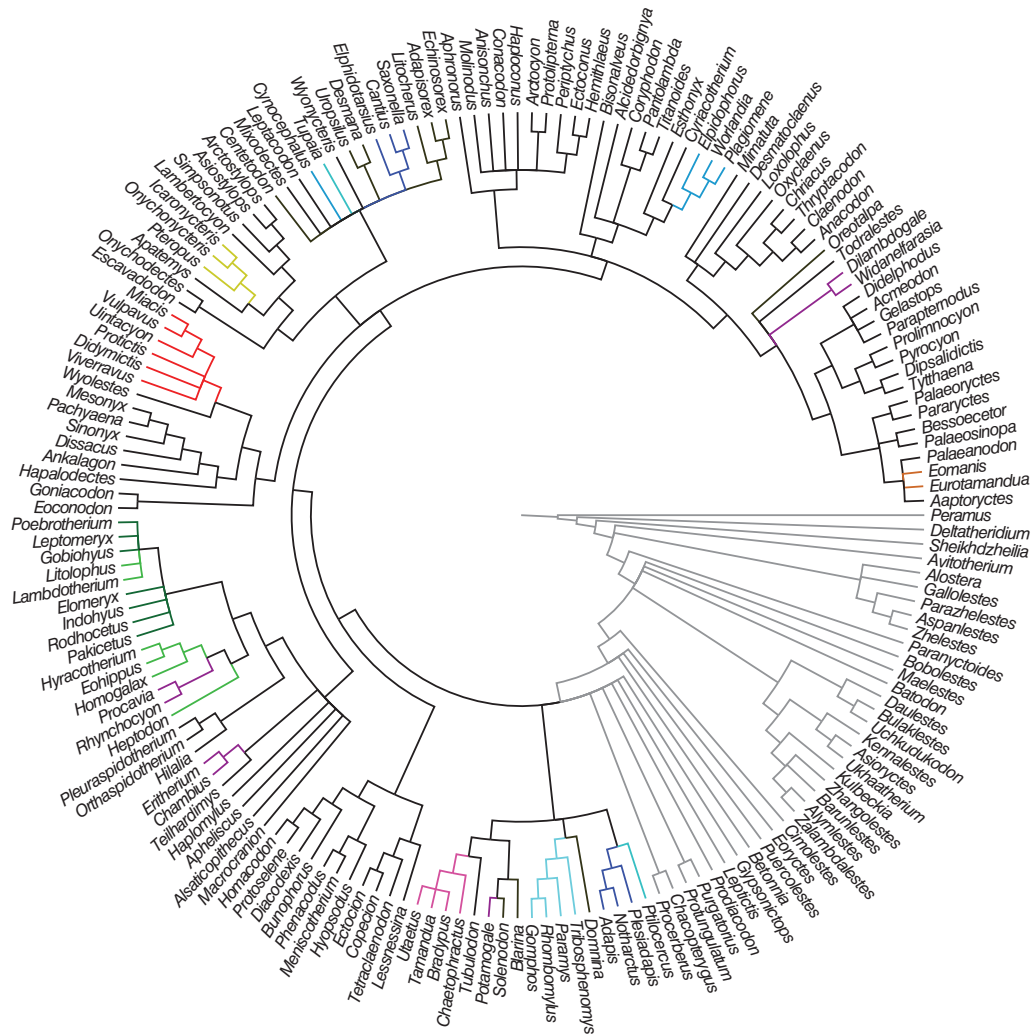 Peramus
Deltatheridium
Sheikhdzheilia
Avitotherium
Alostera
Gallolestes
Parazhelestes
Aspanlestes
Zhelestes
Paranyctoides
Bobolestes
Maelestes
Batodon
Daulestes
Bulaklestes
Uchkudukodon
Kennalestes
Asioryctes
Ukhaatherium
Kulbeckia
Zhangolestes
Barunlestes
Alymlestes
Zalambdalestes
Cimolestes
Eoryctes
Puercolestes
Betonnia
Gypsonictops
Leptictis
Prodiacodon
Purgatorius
Protungulatum
Chacopterygus
Procerberus
Ptilocercus
Plesiadapis
Notharctus
Adapis
Domnina
Tribosphenomys
Paramys
Rhombomylus
Gomphos
Blarina
Solenodon
Potamogale
Tubulodon
Chaetophractus
Bradypus
Tamandua
Utaetus
Lessnessina
Tetraclaenodon
Copecion
Ectocion
Hyopsodus
Meniscotherium
Phenacodus
Bunophorus
Diacodexis
Protoselene
Homacodon
Macrocranion
Alsaticopithecus
Apheliscus
Haplomylus
Teilhardimys
Chambius
Eritherium
Hilalia
Orthaspidotherium
Pleuraspidotherium
Heptodon
Rhynchocyon
Procavia
Homogalax
Eohippus
Hyracotherium
Pakicetus
Rodhocetus
Indohyus
Elomeryx
Lambdotherium
Litolophus
Gobiohyus
Leptomeryx
Poebrotherium
Eoconodon
Goniacodon
Hapalodectes
Ankalagon
Dissacus
Sinonyx
Pachyaena
Mesonyx
Wyolestes
Viverravus
Didymictis
Protictis
Uintacyon
Vulpavus
Miacis
Escavadodon
Onychodectes
Apatemys
Pteropus
Onychonycteris
Icaronycteris
Lambertocyon
Simpsonotus
Asiostylops
Arctostylops
Centetodon
Mixodectes
Leptacodon
Cynocephalus
Tupaia
Wyonycteris
Uropsilus
Desmana
Elphidotarsius
Cantius
Saxonella
Litocherus
Adapisorex
Echinosorex
Aphronorus
Molinodus
Anisonchus
Conacodon
Haploconus
Arctocyon
Protolipterna
Periptychus
Ectoconus
Hemithlaeus
Bisonalveus
Alcidedorbignya
Coryphodon
Pantolambda
Titanoides
Esthonyx
Cyriacotherium
Elpidophorus
Worlandia
Plagiomene
Mimatuta
Desmatoclaenus
Loxolophus
Oxyclaenus
Chriacus
Thryptacodon
Claenodon
Anacodon
Oreotalpa
Todralestes
Dilambdogale
Widanelfarasia
Didelphodus
Acmeodon
Gelastops
Parapternodus
Prolimnocyon
Pyrocyon
Dipsalidictis
Tytthaena
Palaeoryctes
Pararyctes
Bessoecetor
Palaeosinopa
Palaeanodon
Eomanis
Eurotamandua
Aaptoryctes